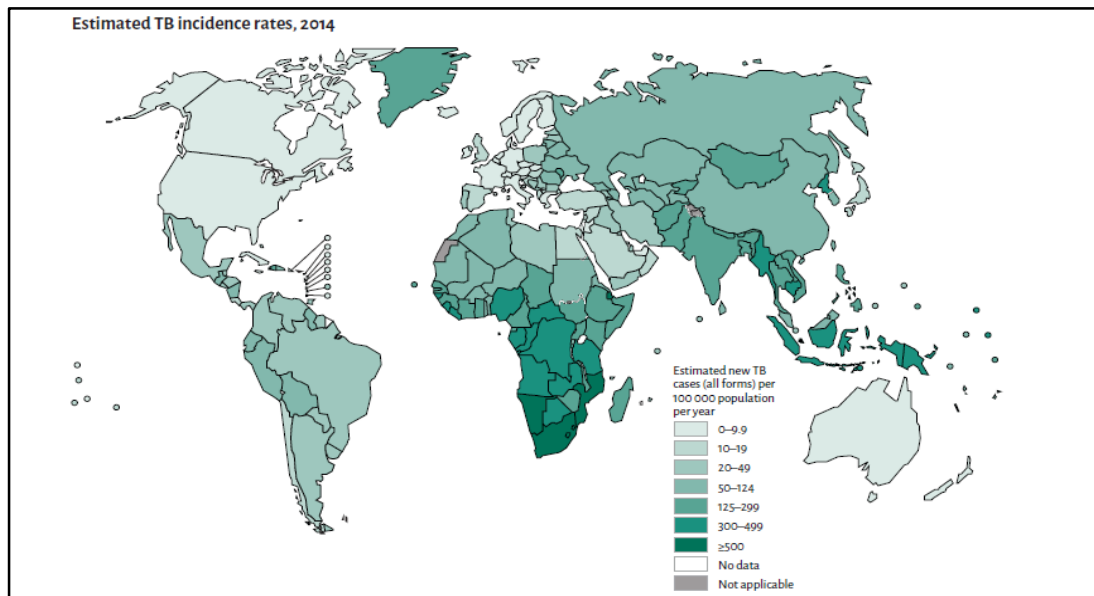 Estimated TB incidence rates, 2014
Estimated new TB
cases (all forms) per
100 000 population
per year
0–9.9
10–19
20–49
50–124
125–299
300–499
≥500
No data
Not applicable